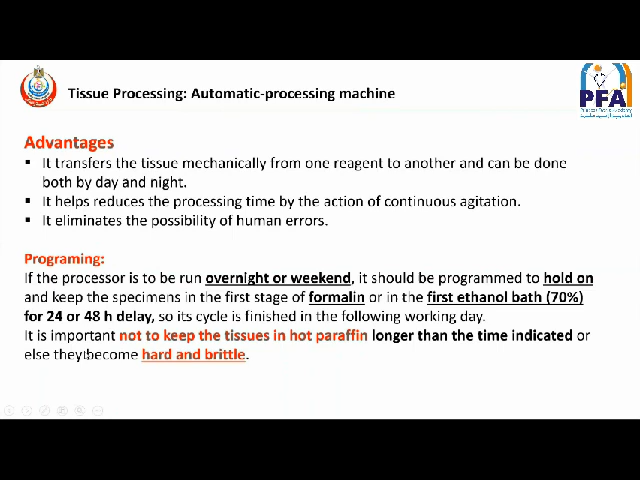 Tissue Processing: Automatic-processing machine
PFA
Advantages
▪ It transfers the tissue mechanically from one reagent to another and can be done
both by day and night.
▪ It helps reduces the processing time by the action of continuous agitation.
▪ It eliminates the possibility of human errors.
Programing:
If the processor is to be run overnight or weekend, it should be programmed to hold on
and keep the specimens in the first stage of formalin or in the first ethanol bath (70%)
for 24 or 48 h delay, so its cycle is finished in the following working day.
It is important not to keep the tissues in hot paraffin longer than the time indicated or
else they become hard and brittle.